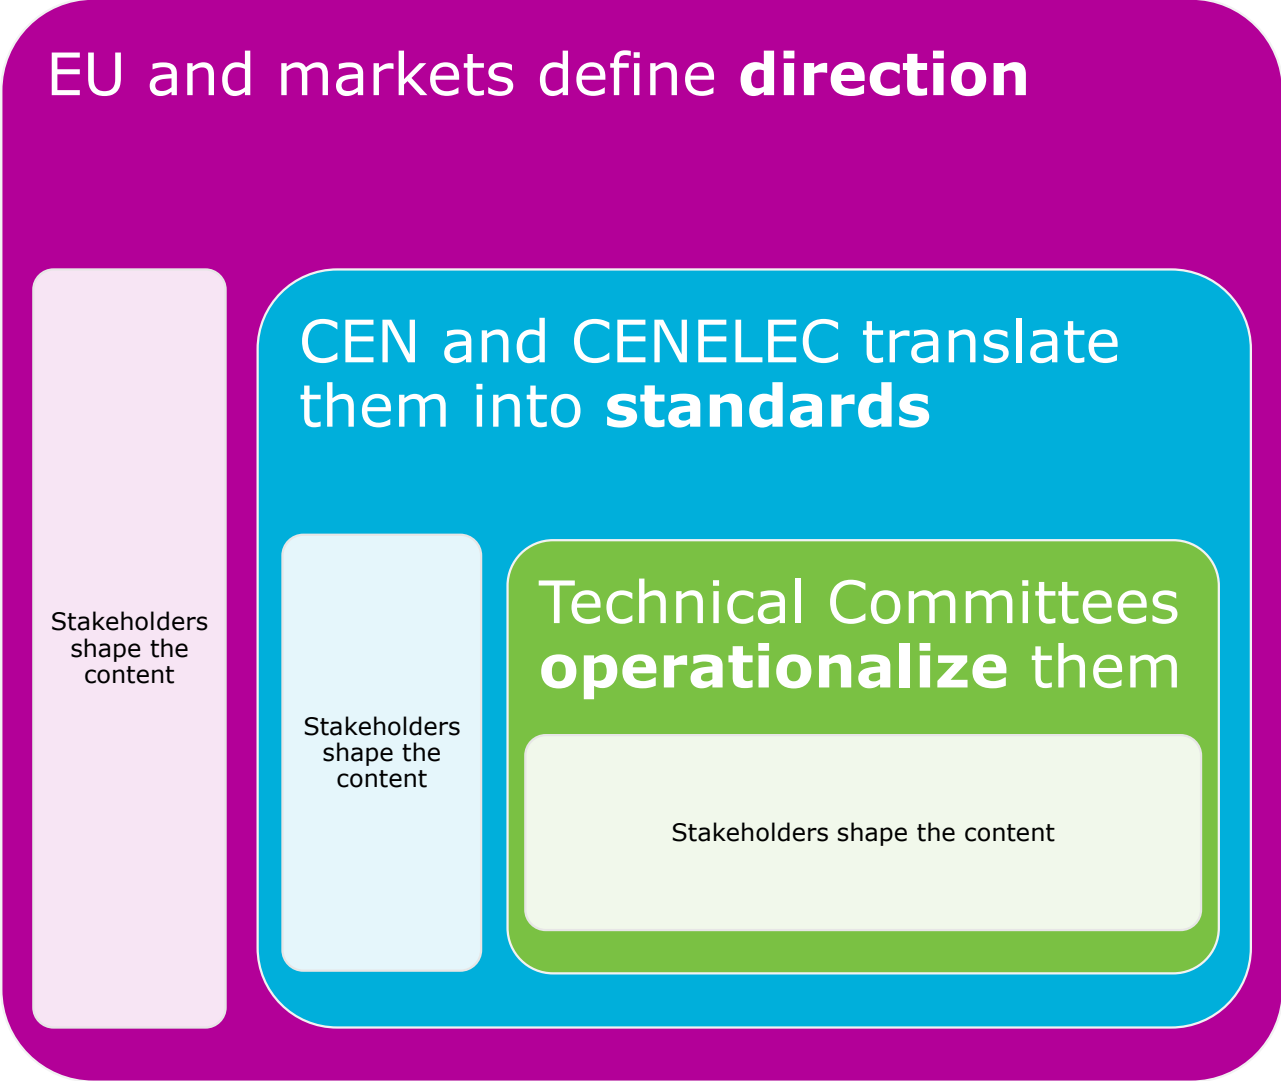 EU and markets define direction
CEN and CENELEC translate
them into standards
Technical Committees
operationalize them
Stakeholders
shape the
content
Stakeholders
shape the
content
Stakeholders shape the content